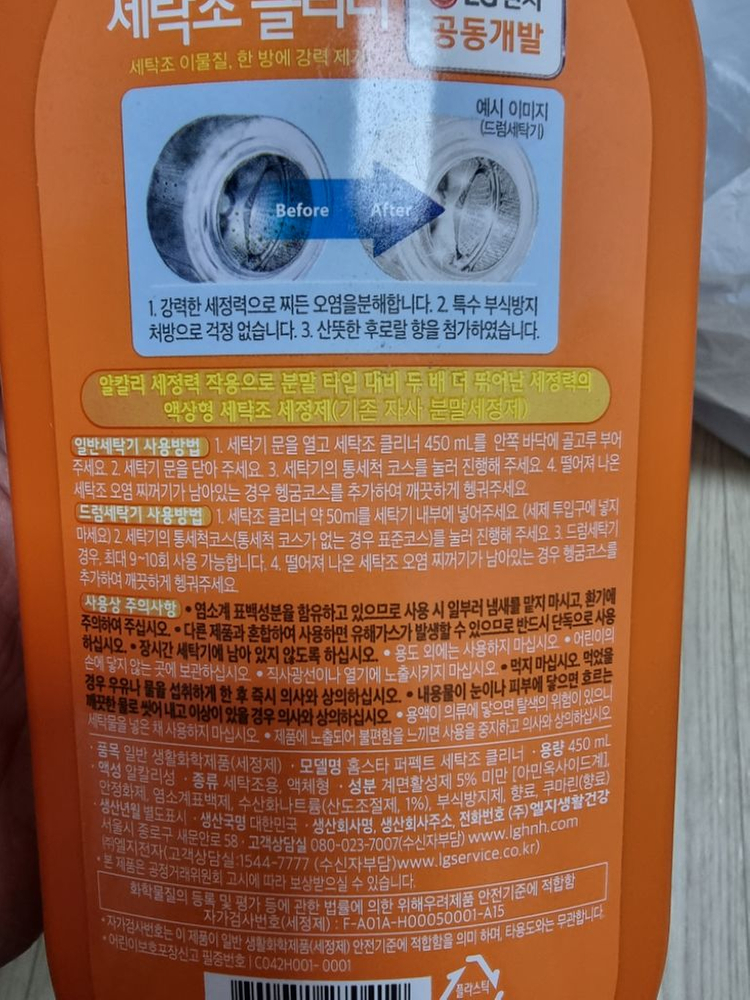 세탁조 클리너
LG전자
공동개발
세탁조 이물질, 한 방에 강력 제거
예시 이미지
(드럼세탁기)
Before After
1. 강력한 세정력으로 찌든 오염을분해합니다. 2. 특수 부식방지
처방으로 걱정 없습니다. 3. 산뜻한 후로랄 향을 첨가하였습니다.
알칼리 세정력 작용으로 분말 타입 대비 두 배 더 뛰어난 세정력의
액상형 세탁조 세정제(기존 자사 분말세정제)
일반세탁기 사용방법 1. 세탁기 문을 열고 세탁조 클리너 450 mL를 안쪽 바닥에 골고루 부어
주세요 2. 세탁기 문을 닫아 주세요. 3. 세탁기의 통세척 코스를 눌러 진행해 주세요 4. 떨어져 나온
세탁조 오염 찌꺼기가 남아있는 경우 헹굼코스를 추가하여 깨끗하게 헹궈주세요
드럼세탁기 사용방법 1. 세탁조 클리너 약 50ml를 세탁기 내부에 넣어주세요 (세제 투입구에 넣지
마세요) 2. 세탁기의 통세척코스(통세척 코스가 없는 경우 표준코스)를 눌러 진행해 주세요 3. 드럼세탁기
경우, 최대 9~10회 사용 가능합니다. 4. 떨어져 나온 세탁조 오염 찌꺼기가 남아있는 경우 헹굼코스를
추가하여 깨끗하게 헹궈주세요
사용상 주의사항 • 염소계 표백성분을 함유하고 있으므로 사용 시 일부러 냄새를 맡지 마시고, 환기에
주의하여 주십시오. • 다른 제품과 혼합하여 사용하면 유해가스가 발생할 수 있으므로 반드시 단독으로 사용
하십시오. • 장시간 세탁기에 남아 있지 않도록 하십시오. • 용도 외에는 사용하지 마십시오 • 어린이의
손에 닿지 않는 곳에 보관하십시오 • 직사광선이나 열기에 노출시키지 마십시오 • 먹지 마십시오 먹었을
경우 우유나 물을 섭취하게 한 후 즉시 의사와 상의하십시오. • 내용물이 눈이나 피부에 닿으면 흐르는
깨끗한 물로 씻어 내고 이상이 있을 경우 의사와 상의하십시오. • 용액이 의류에 닿으면 탈색의 위험이 있으니
세탁물을 넣은 채 사용하지 마십시오 • 제품에 노출되어 불편함을 느끼면 사용을 중지하고 의사와 상의하십시오
· 품목 일반 생활화학제품(세정제) · 모델명 홈스타 퍼펙트 세탁조 클리너 · 용량 450 mL
· 액성 알칼리성 · 종류 세탁조용, 액체형 · 성분 계면활성제 5% 미만 [아민옥사이드계],
안정화제, 염소계표백제, 수산화나트륨(산도조절제, 1%), 부식방지제, 향료, 쿠마린(향료)
· 생산년월 별도표시 · 생산국명 대한민국 · 생산회사명, 생산회사주소, 전화번호 (주)엘지생활건강
서울시 종로구 새문안로 58 · 고객상담실 080-023-7007(수신자부담) www.lghnh.com
㈜엘지전자(고객상담실:1544-7777 (수신자부담)www.lgservice.co.kr)
• 본 제품은 공정거래위원회 고시에 따라 보상받으실 수 있습니다.
화학물질의 등록 및 평가 등에 관한 법률에 의한 위해우려제품 안전기준에 적합함
자가검사번호(세정제) : F-A01A-H00050001-A15
• 자가검사번호는 이 제품이 일반 생활화학제품(세정제) 안전기준에 적합함을 의미 하며, 타용도와는 무관합니다.
• 어린이보호포장신고 필증번호 | C042H001- 0001
플라스틱